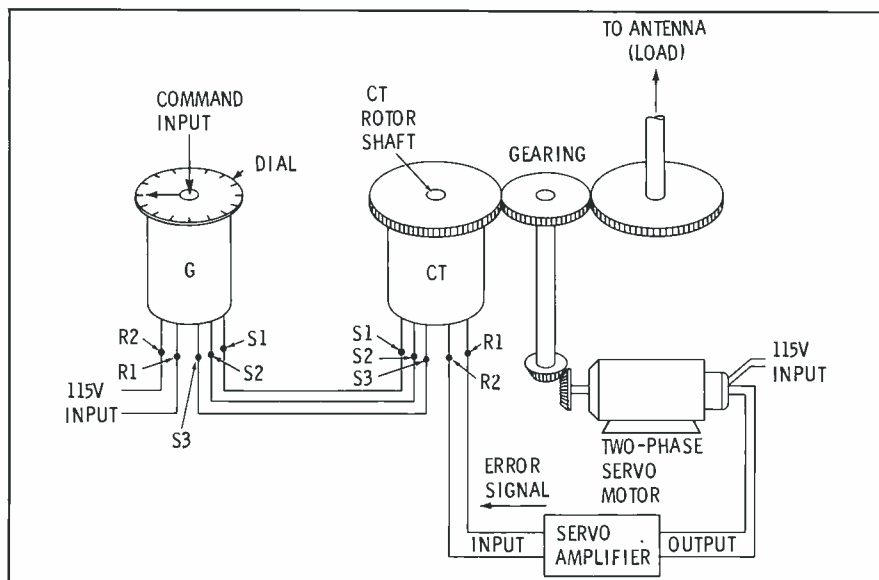 TO ANTENNA
(LOAD)
COMMAND
INPUT
DIAL
CT
ROTOR
SHAFT
GEARING
G
CT
R2
R1
S3
S2
S1
115V
INPUT
S1
S2
S3
R1
R2
115V
INPUT
TWO-PHASE
SERVO
MOTOR
ERROR
SIGNAL
INPUT
SERVO
AMPLIFIER
OUTPUT